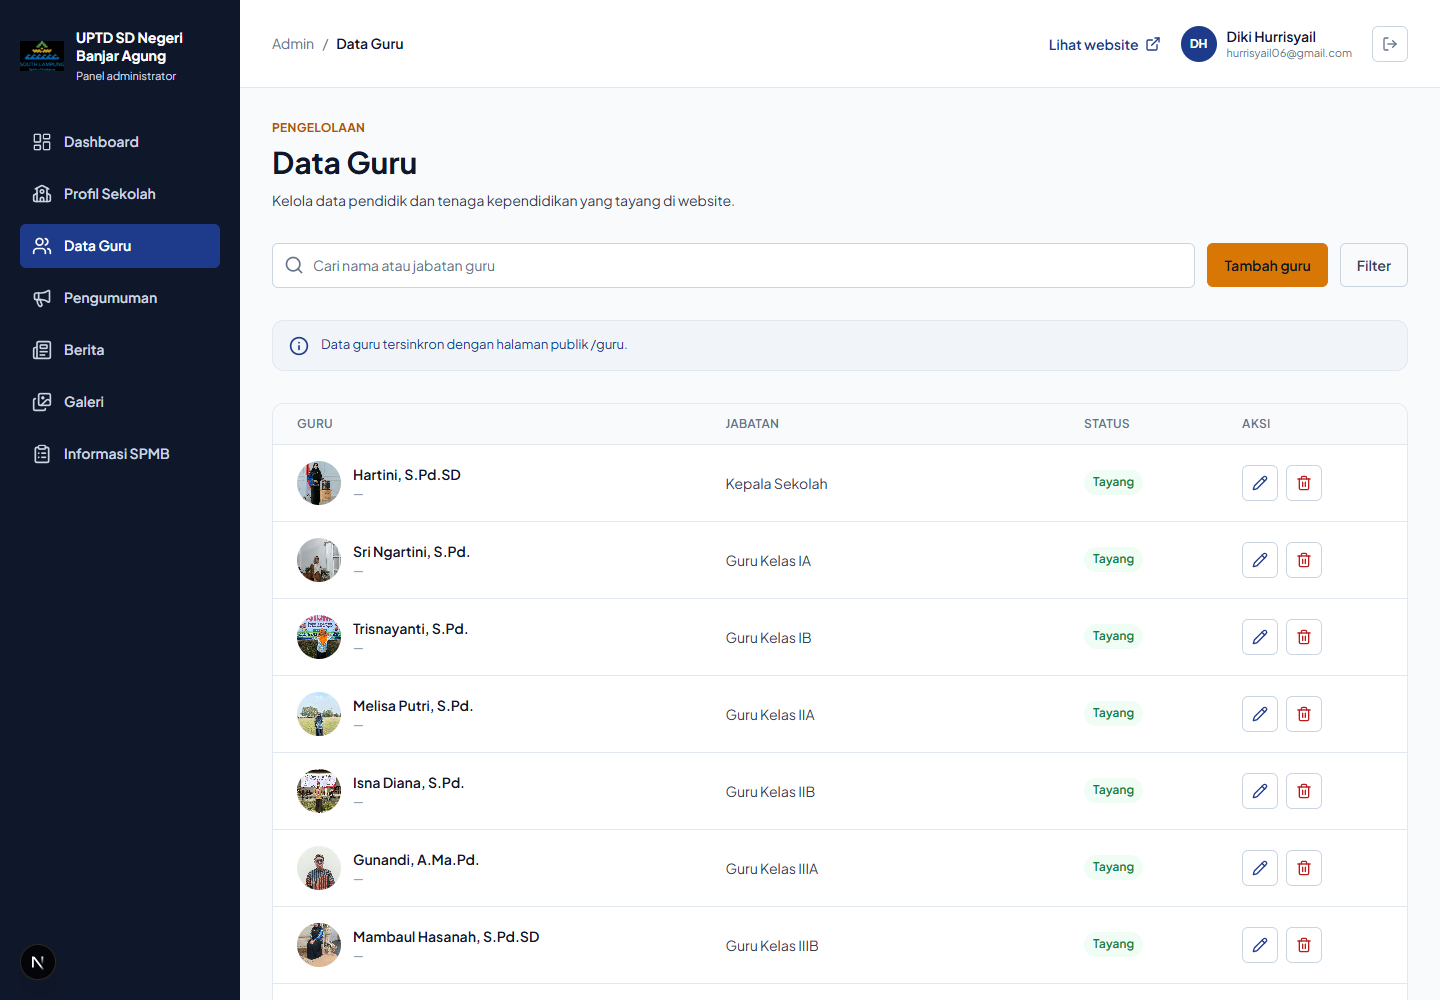 UPTD SD Negeri
Banjar Agung
Panel administrator
Dashboard
Profil Sekolah
Data Guru
Pengumuman
Berita
Galeri
Informasi SPMB
N
Admin / Data Guru
Lihat website
DH
Diki Hurrisyail
hurrisyail06@gmail.com
PENGELOLAAN
Data Guru
Kelola data pendidik dan tenaga kependidikan yang tayang di website.
Cari nama atau jabatan guru
Tambah guru
Filter
Data guru tersinkron dengan halaman publik /guru.
GURU JABATAN STATUS AKSI
Hartini, S.Pd.SD
—
Kepala Sekolah
Tayang
Sri Ngartini, S.Pd.
—
Guru Kelas IA
Tayang
Trisnayanti, S.Pd.
—
Guru Kelas IB
Tayang
Melisa Putri, S.Pd.
—
Guru Kelas IIA
Tayang
Isna Diana, S.Pd.
—
Guru Kelas IIB
Tayang
Gunandi, A.Ma.Pd.
—
Guru Kelas IIIA
Tayang
Mambaul Hasanah, S.Pd.SD
—
Guru Kelas IIIB
Tayang